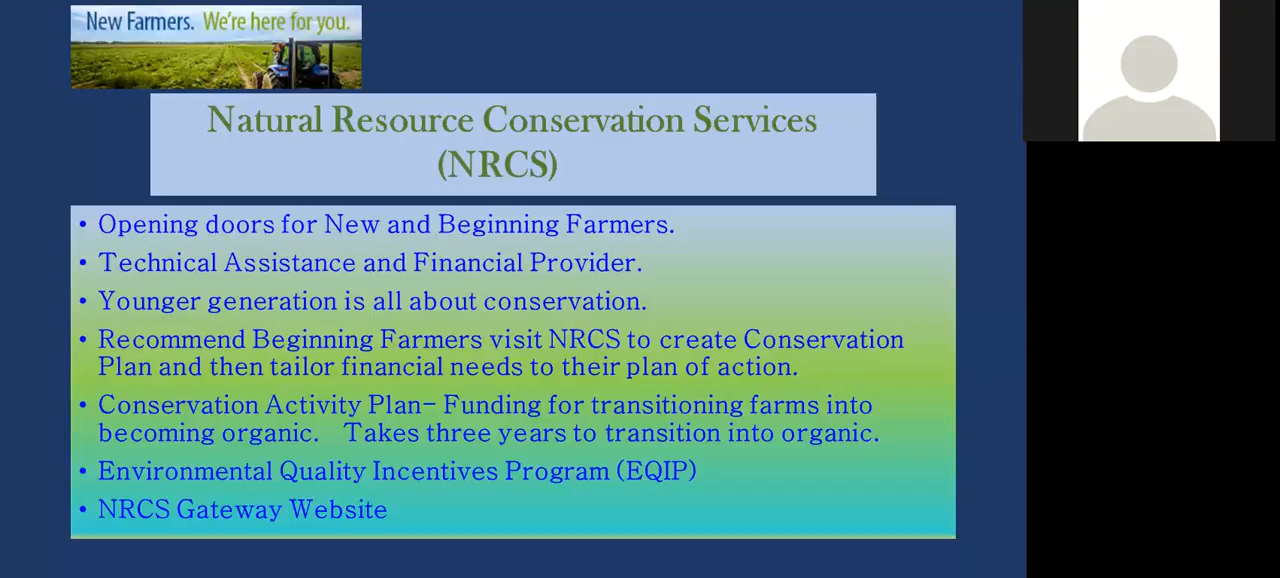 New Farmers. We're here for you.
Natural Resource Conservation Services
(NRCS)
• Opening doors for New and Beginning Farmers.
• Technical Assistance and Financial Provider.
• Younger generation is all about conservation.
• Recommend Beginning Farmers visit NRCS to create Conservation
Plan and then tailor financial needs to their plan of action.
• Conservation Activity Plan- Funding for transitioning farms into
becoming organic. Takes three years to transition into organic.
• Environmental Quality Incentives Program (EQIP)
• NRCS Gateway Website